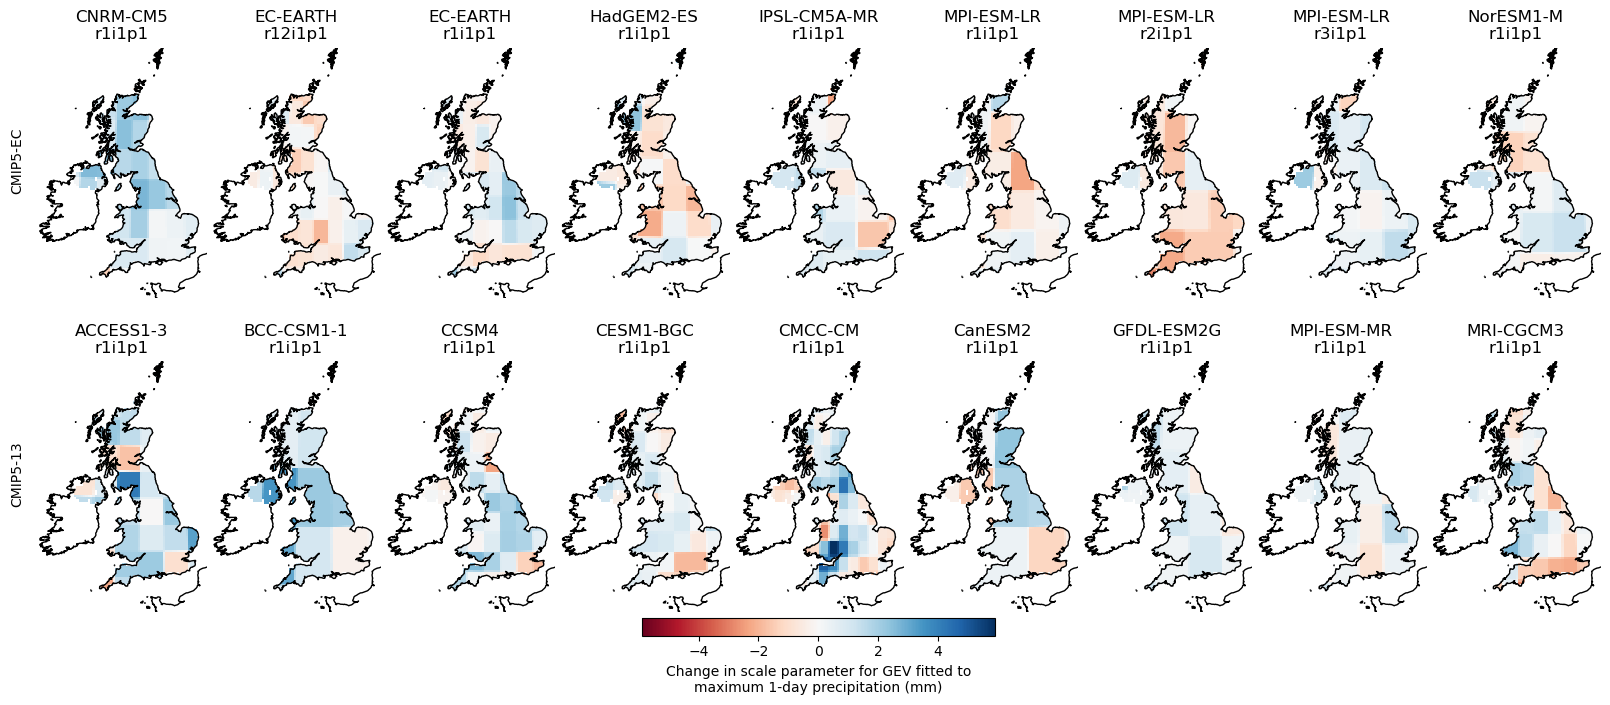 CNRM-CM5 EC-EARTH EC-EARTH HadGEM2-ES IPSL-CM5A-MR MPI-ESM-LR MPI-ESM-LR MPI-ESM-LR NorESM1-M
r1i1p1 r12i1p1 r1i1p1 r1i1p1 r1i1p1 r1i1p1 r2i1p1 r3i1p1 r1i1p1
CMIP5-EC
ACCESS1-3 BCC-CSM1-1 CCSM4 CESM1-BGC CMCC-CM CanESM2 GFDL-ESM2G MPI-ESM-MR MRI-CGCM3
r1i1p1 r1i1p1 r1i1p1 r1i1p1 r1i1p1 r1i1p1 r1i1p1 r1i1p1 r1i1p1
CMIP5-13
−4 −2 0 2 4
Change in scale parameter for GEV fitted to
maximum 1-day precipitation (mm)